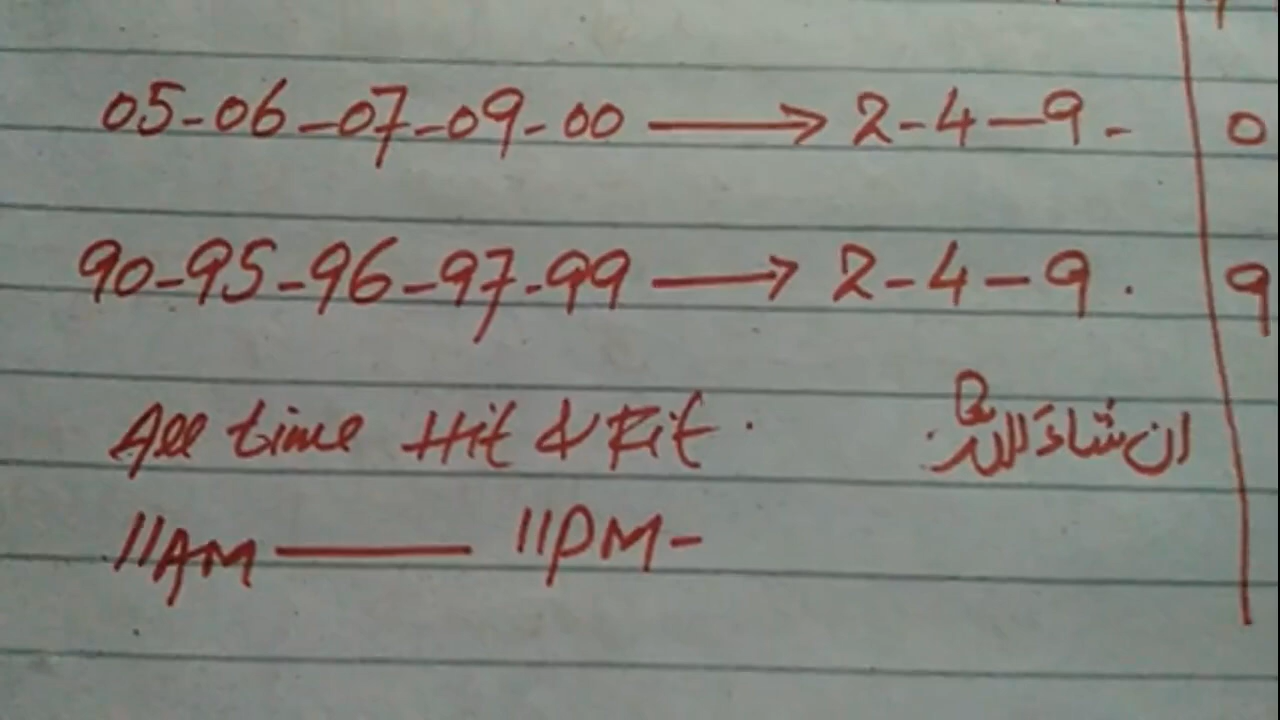 05-06-07-09-00 → 2-4-9- 0
90-95-96-97-99 → 2-4-9. 9
All time Hit & Fit. ان شاءَ اللہ
11AM — 11PM-